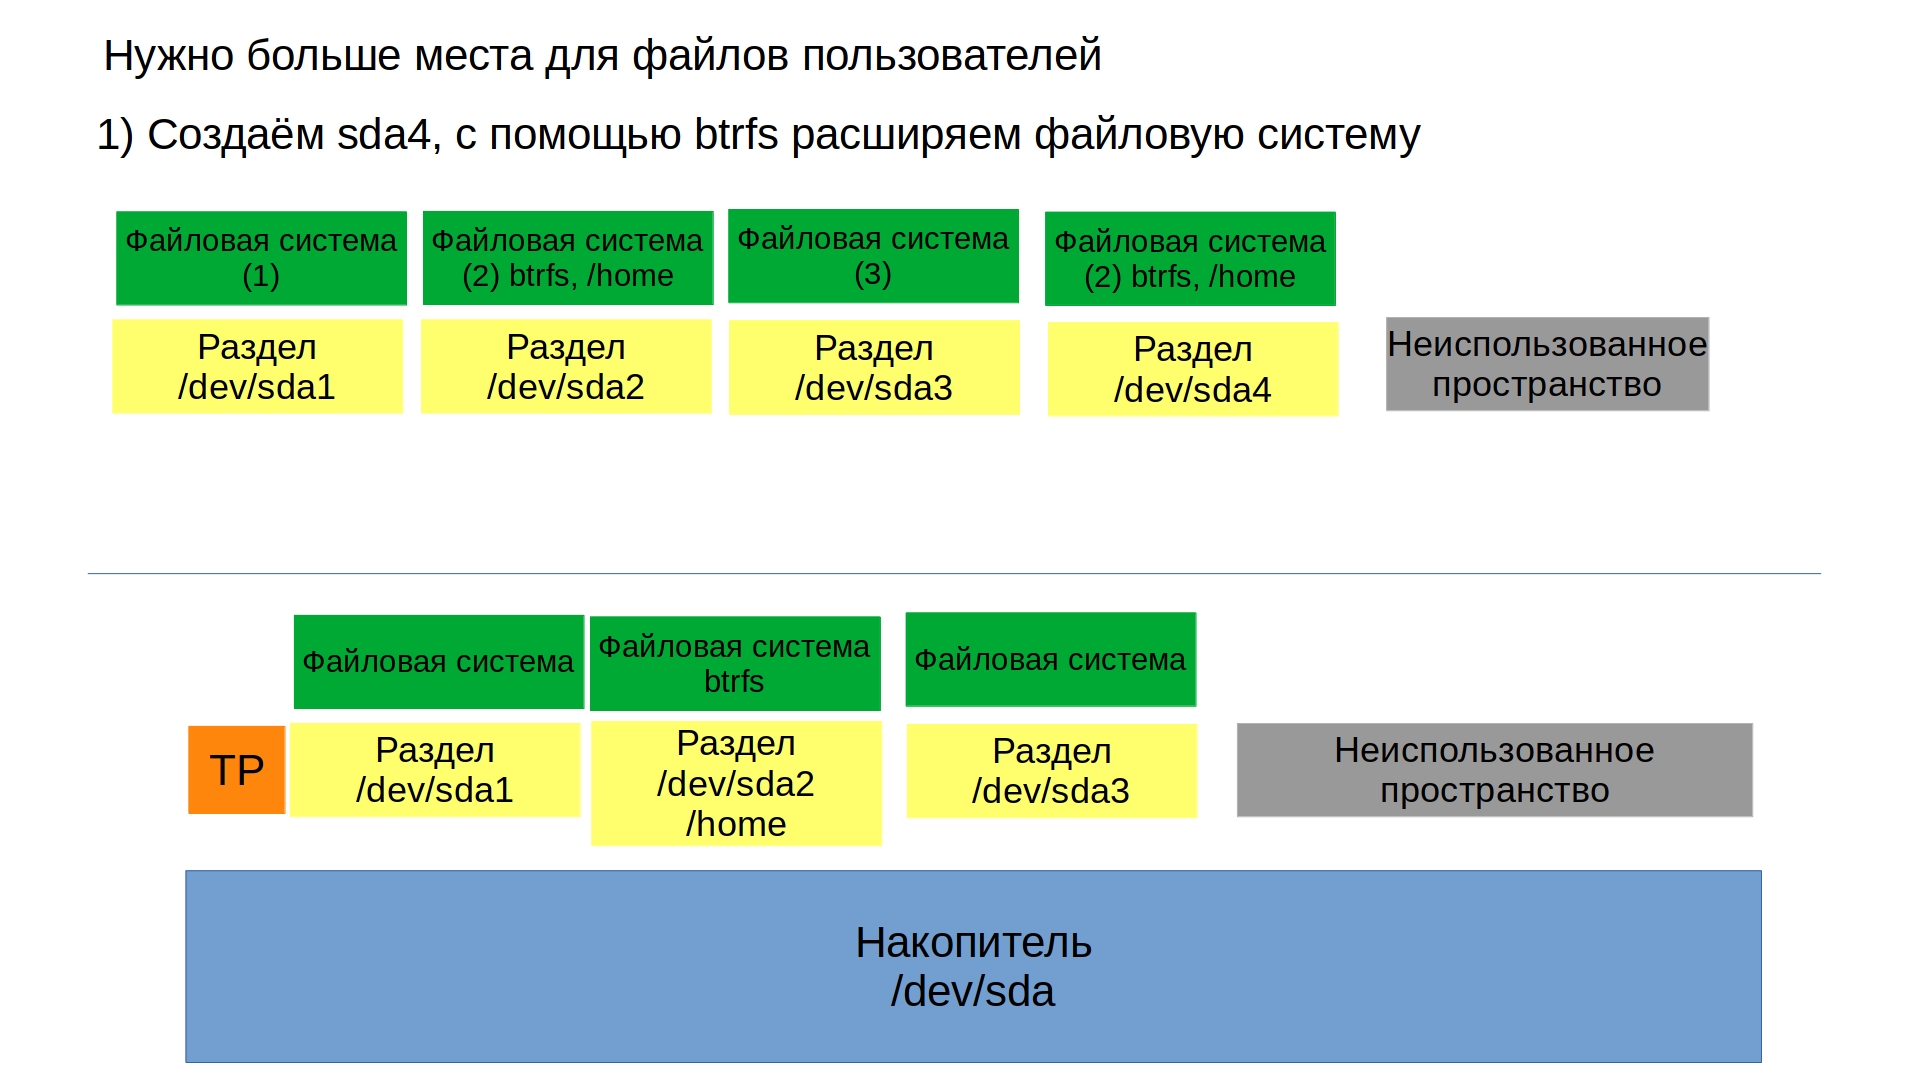 Нужно больше места для файлов пользователей
1) Создаём sda4, с помощью btrfs расширяем файловую систему
Файловая система
(1)
Файловая система
(2) btrfs, /home
Файловая система
(3)
Файловая система
(2) btrfs, /home
Раздел
/dev/sda1
Раздел
/dev/sda2
Раздел
/dev/sda3
Раздел
/dev/sda4
Неиспользованное
пространство
Файловая система
Файловая система
btrfs
Файловая система
ТР
Раздел
/dev/sda1
Раздел
/dev/sda2
/home
Раздел
/dev/sda3
Неиспользованное
пространство
Накопитель
/dev/sda